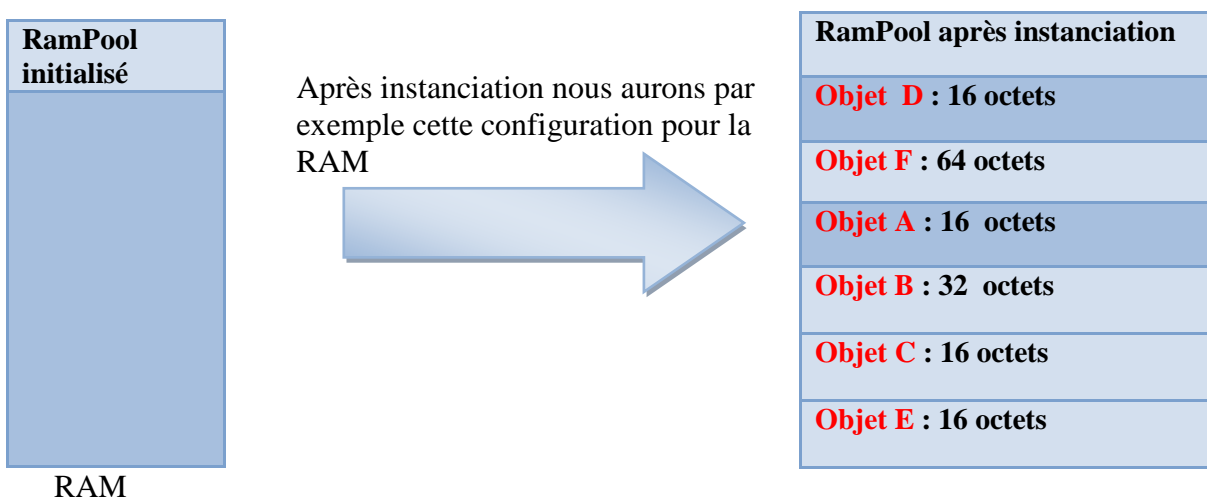 RamPool
initialisé
Après instanciation nous aurons par
exemple cette configuration pour la
RAM
RAM
RamPool après instanciation
Objet D : 16 octets
Objet F : 64 octets
Objet A : 16 octets
Objet B : 32 octets
Objet C : 16 octets
Objet E : 16 octets